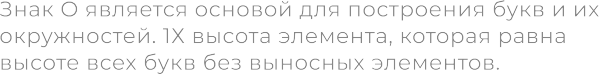 Знак О является основой для построения букв и их
окружностей. 1Х высота элемента, которая равна
высоте всех букв без выносных элементов.